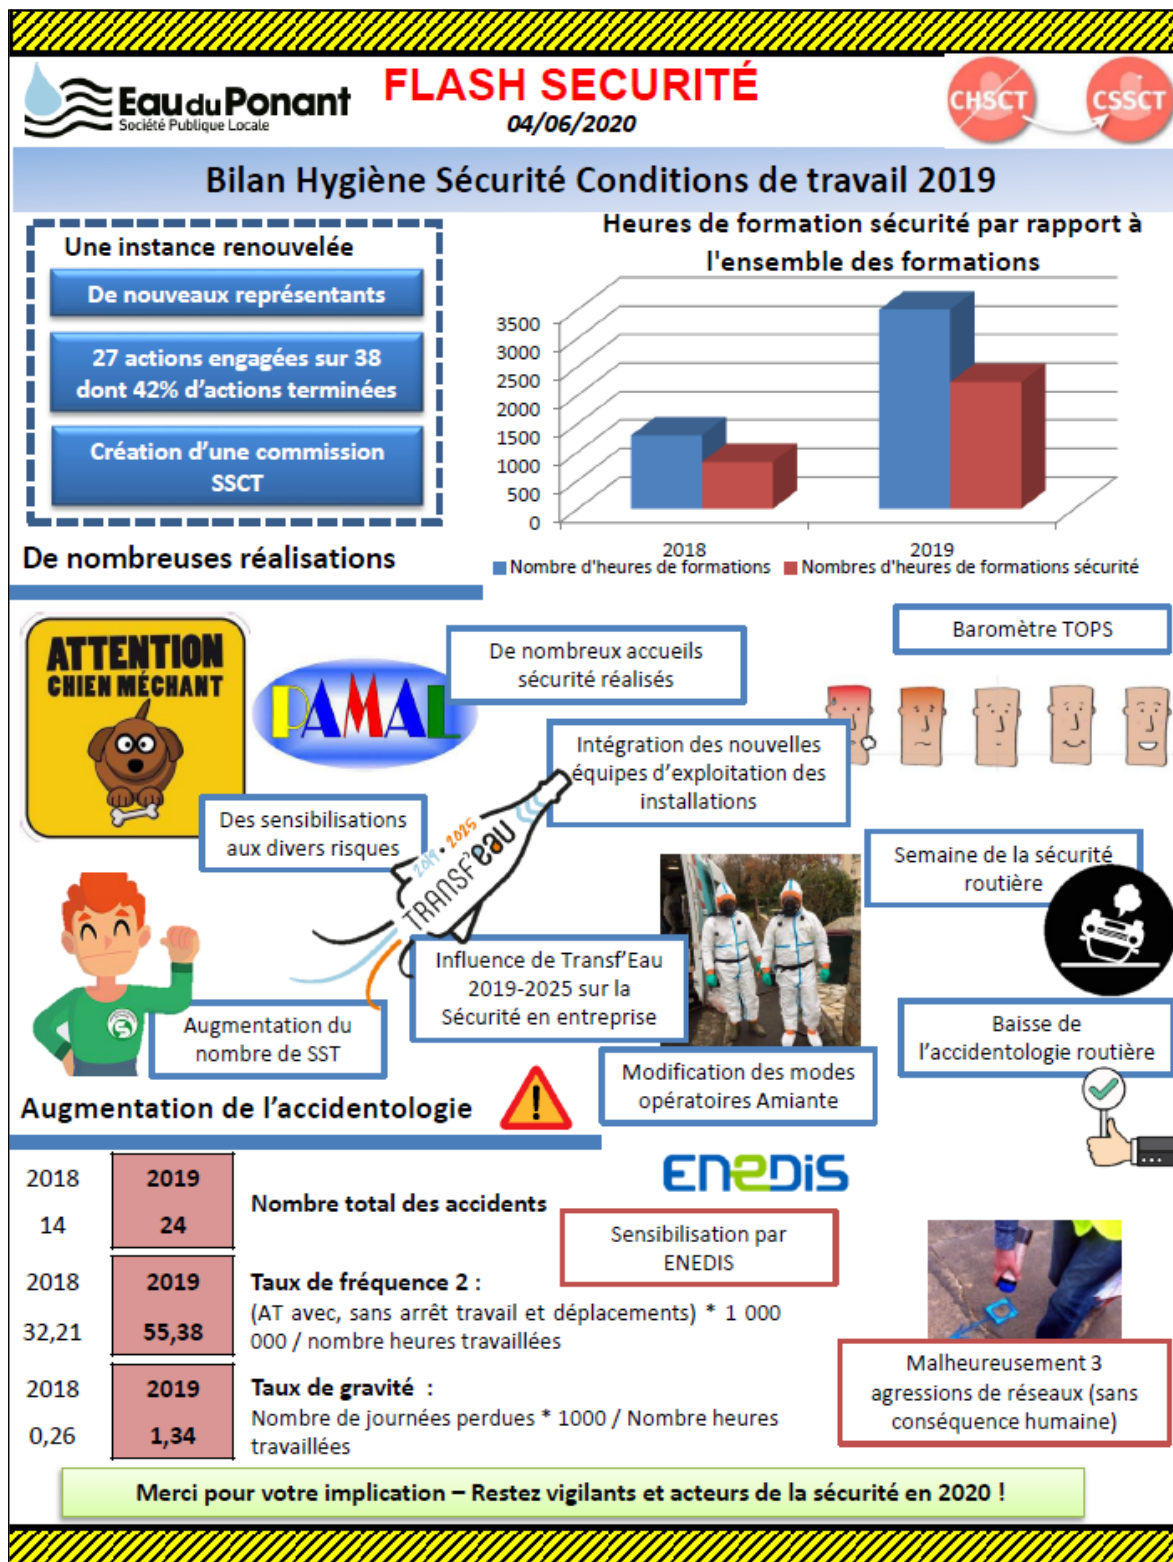 Eau du Ponant
Société Publique Locale
FLASH SECURITÉ
04/06/2020
CHSCT
CSSCT
Bilan Hygiène Sécurité Conditions de travail 2019
Une instance renouvelée
De nouveaux représentants
27 actions engagées sur 38
dont 42% d'actions terminées
Création d'une commission
SSCT
Heures de formation sécurité par rapport à
l'ensemble des formations
3500
3000
2500
2000
1500
1000
500
0
2018
2019
Nombre d'heures de formations
Nombres d'heures de formations sécurité
De nombreuses réalisations
ATTENTION
CHIEN MÉCHANT
PAMAL
De nombreux accueils
sécurité réalisés
Baromètre TOPS
Intégration des nouvelles
équipes d'exploitation des
installations
Des sensibilisations
aux divers risques
2019 • 2025
TRANSF'eau
Semaine de la sécurité
routière
Influence de Transf'Eau
2019-2025 sur la
Sécurité en entreprise
Augmentation du
nombre de SST
Baisse de
l'accidentologie routière
Modification des modes
opératoires Amiante
Augmentation de l'accidentologie
2018
2019
14
24
Nombre total des accidents
ENEDIS
Sensibilisation par
ENEDIS
2018
2019
32,21
55,38
Taux de fréquence 2 :
(AT avec, sans arrêt travail et déplacements) * 1 000
000 / nombre heures travaillées
2018
2019
0,26
1,34
Taux de gravité :
Nombre de journées perdues * 1000 / Nombre heures
travaillées
Malheureusement 3
agressions de réseaux (sans
conséquence humaine)
Merci pour votre implication – Restez vigilants et acteurs de la sécurité en 2020 !